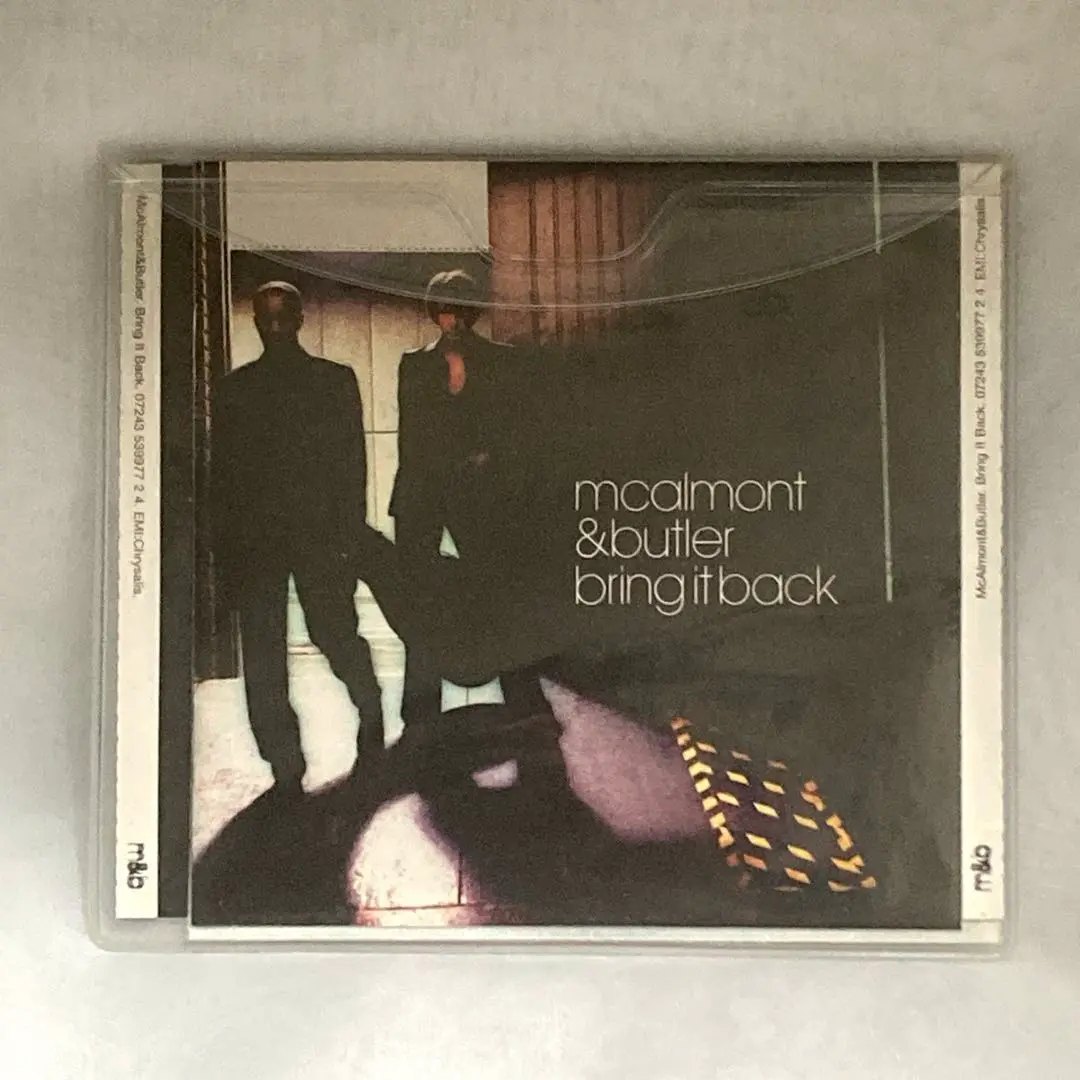 McAlmont&Butler. Bring It Back. 07243 539977 2 4. EMI:Chrysalis.
m&b
mcalmont
&butler
bring it back
McAlmont&Butler. Bring It Back. 07243 539977 2 4. EMI:Chrysalis.
m&b